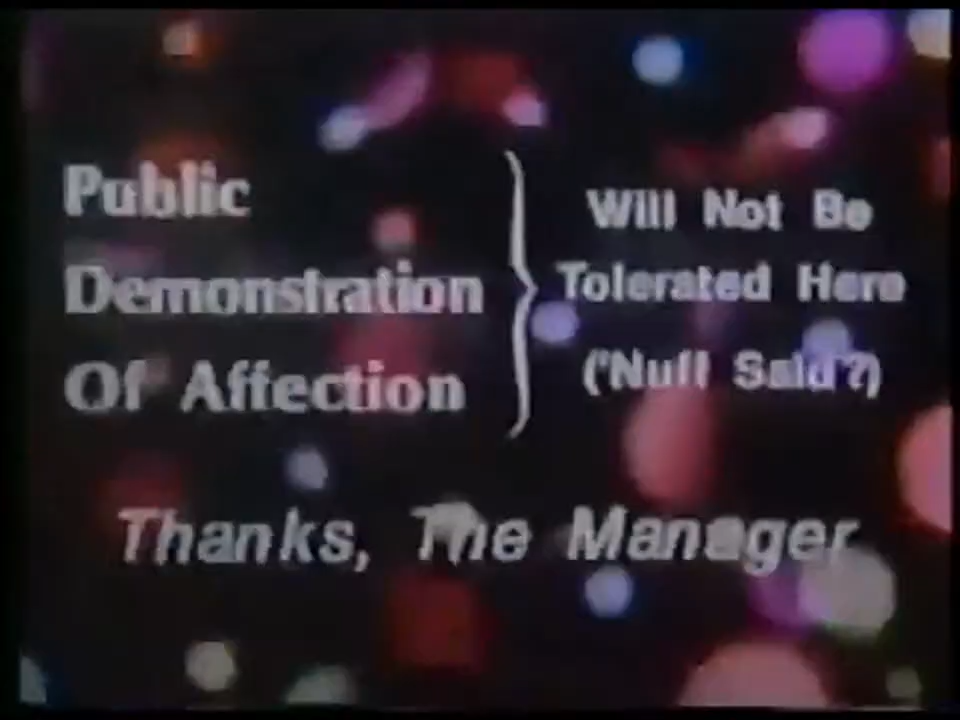 Public
Demonstration
Of Affection
Will Not Be
Tolerated Here
('Nuff Said?)
Thanks, The Manager